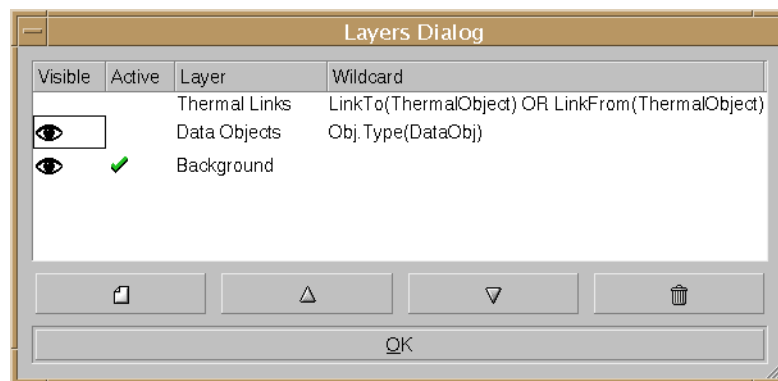 Layers Dialog
Visible Active Layer Wildcard
Thermal Links LinkTo(ThermalObject) OR LinkFrom(ThermalObject)
Data Objects Obj.Type(DataObj)
Background
OK